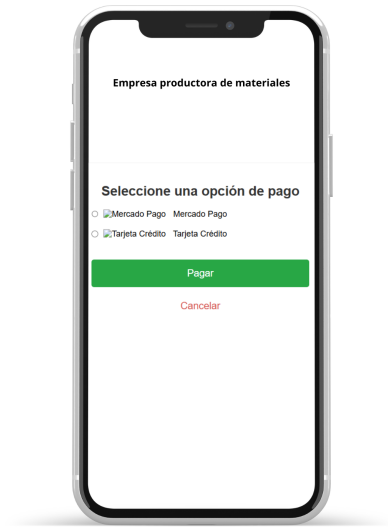 Empresa productora de materiales
Seleccione una opción de pago
Mercado Pago Mercado Pago
Tarjeta Crédito Tarjeta Crédito
Pagar
Cancelar